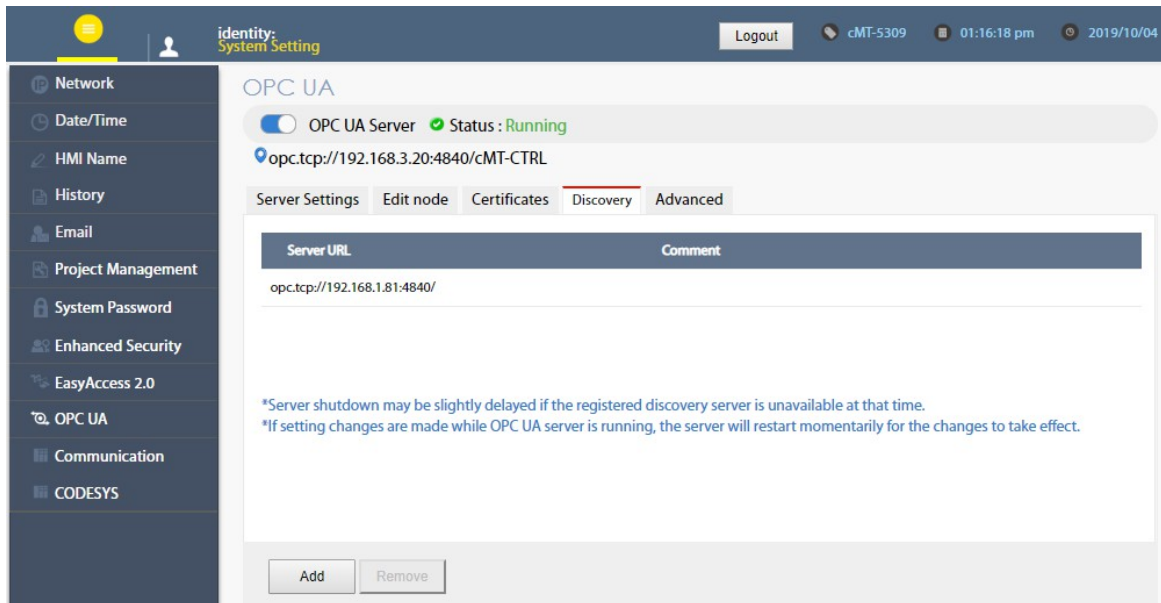 identity:
System Setting
Logout
cMT-5309
01:16:18 pm
2019/10/04
Network
Date/Time
HMI Name
History
Email
Project Management
System Password
Enhanced Security
EasyAccess 2.0
OPC UA
Communication
CODESYS
OPC UA
OPC UA Server Status : Running
opc.tcp://192.168.3.20:4840/cMT-CTRL
Server Settings Edit node Certificates Discovery Advanced
Server URL Comment
opc.tcp://192.168.1.81:4840/
*Server shutdown may be slightly delayed if the registered discovery server is unavailable at that time.
*If setting changes are made while OPC UA server is running, the server will restart momentarily for the changes to take effect.
Add Remove